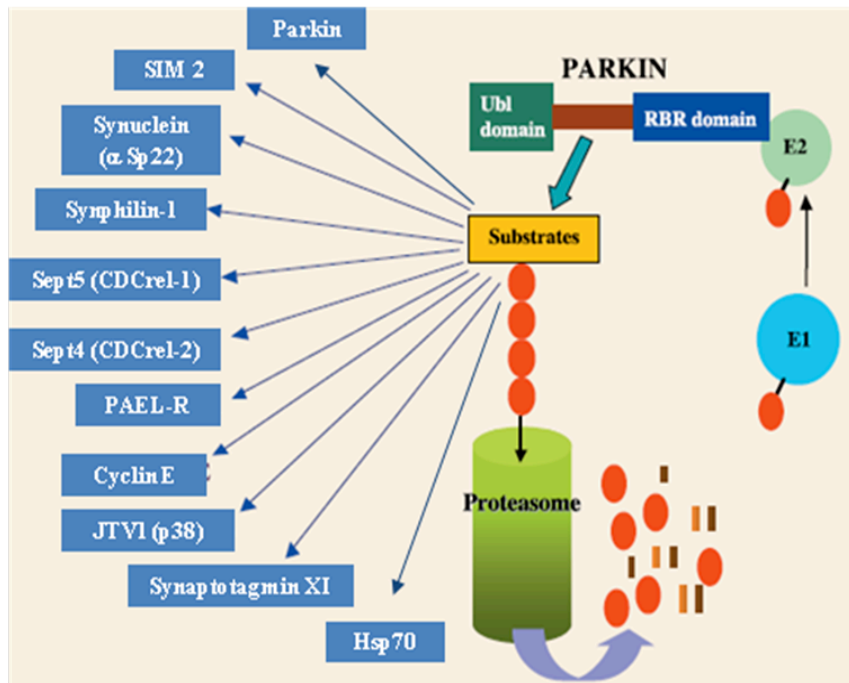 Parkin
SIM 2
Synuclein
(α Sp22)
Synphilin-1
Sept5 (CDCrel-1)
Sept4 (CDCrel-2)
PAEL-R
Cyclin E
JTV1 (p38)
Synaptotagmin XI
Hsp70
PARKIN
Ubl
domain
RBR domain
E2
Substrates
E1
Proteasome